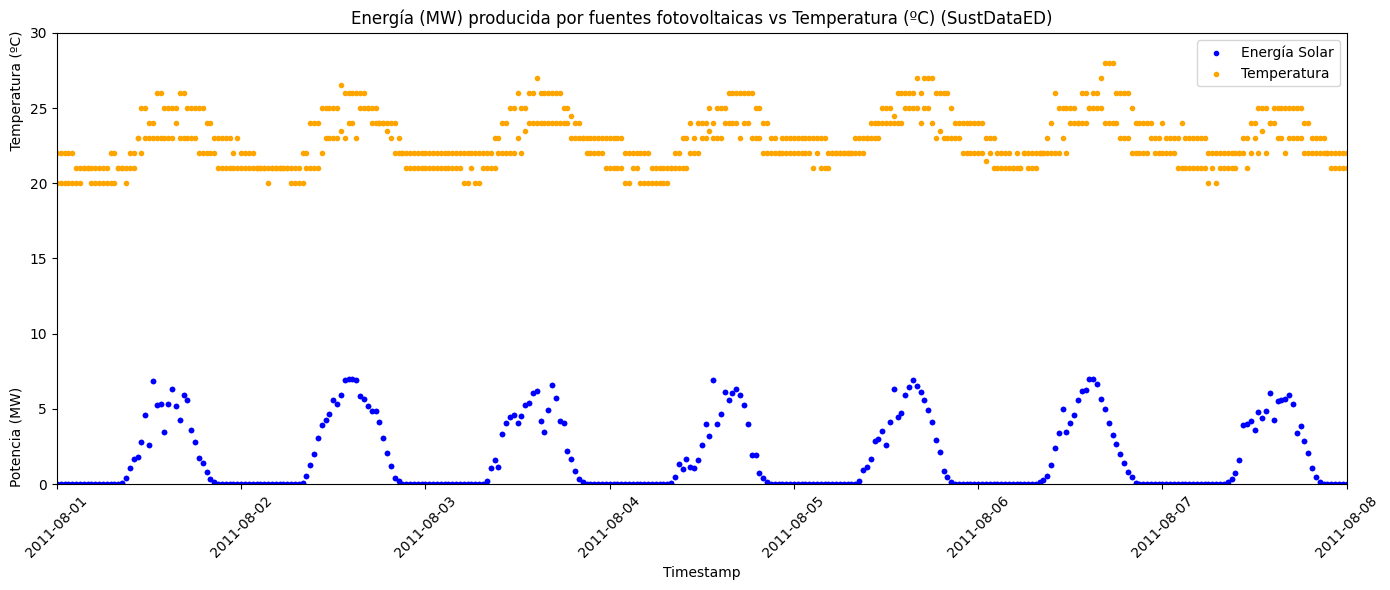 Energía (MW) producida por fuentes fotovoltaicas vs Temperatura (ºC) (SustDataED)
Energía Solar
Temperatura
Temperatura (ºC)
Potencia (MW)
30
25
20
15
10
5
0
2011-08-01
2011-08-02
2011-08-03
2011-08-04
2011-08-05
2011-08-06
2011-08-07
2011-08-08
Timestamp